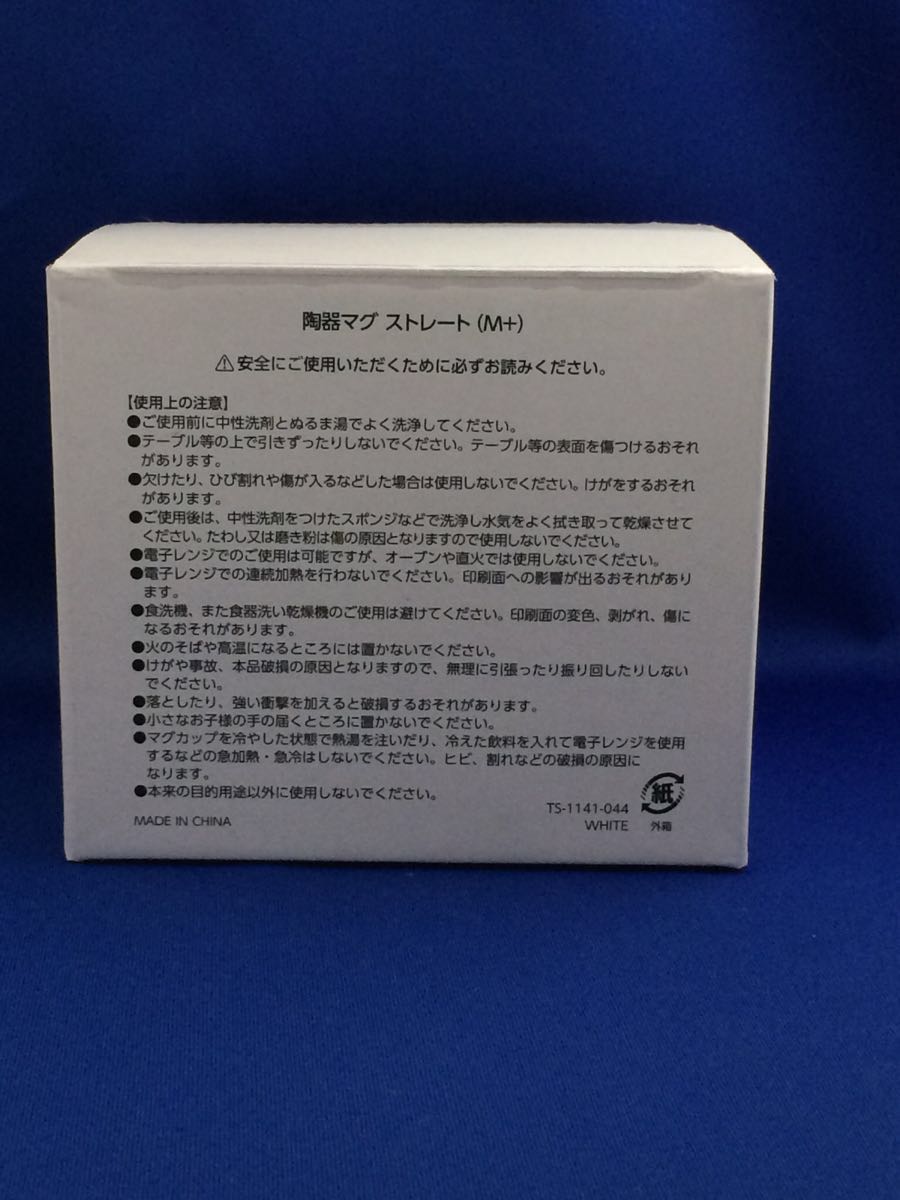 陶器マグ ストレート(M+)
⚠安全にご使用いただくために必ずお読みください。
【使用上の注意】
●ご使用前に中性洗剤とぬるま湯でよく洗浄してください。
●テーブル等の上で引きずったりしないでください。テーブル等の表面を傷つけるおそれ
があります。
●欠けたり、ひび割れや傷が入るなどした場合は使用しないでください。けがをするおそれ
があります。
●ご使用後は、中性洗剤をつけたスポンジなどで洗浄し水気をよく拭き取って乾燥させて
ください。たわし又は磨き粉は傷の原因となりますので使用しないでください。
●電子レンジでのご使用は可能ですが、オーブンや直火では使用しないでください。
●電子レンジでの連続加熱を行わないでください。印刷面への影響が出るおそれがあり
ます。
●食洗機、また食器洗い乾燥機のご使用は避けてください。印刷面の変色、剥がれ、傷に
なるおそれがあります。
●火のそばや高温になるところには置かないでください。
●けがや事故、本品破損の原因となりますので、無理に引張ったり振り回したりしない
でください。
●落としたり、強い衝撃を加えると破損するおそれがあります。
●小さなお子様の手の届くところに置かないでください。
●マグカップを冷やした状態で熱湯を注いだり、冷えた飲料を入れて電子レンジを使用
するなどの急加熱・急冷はしないでください。ヒビ、割れなどの破損の原因に
なります。
●本来の目的用途以外に使用しないでください。
MADE IN CHINA
TS-1141-044
WHITE
紙
外箱